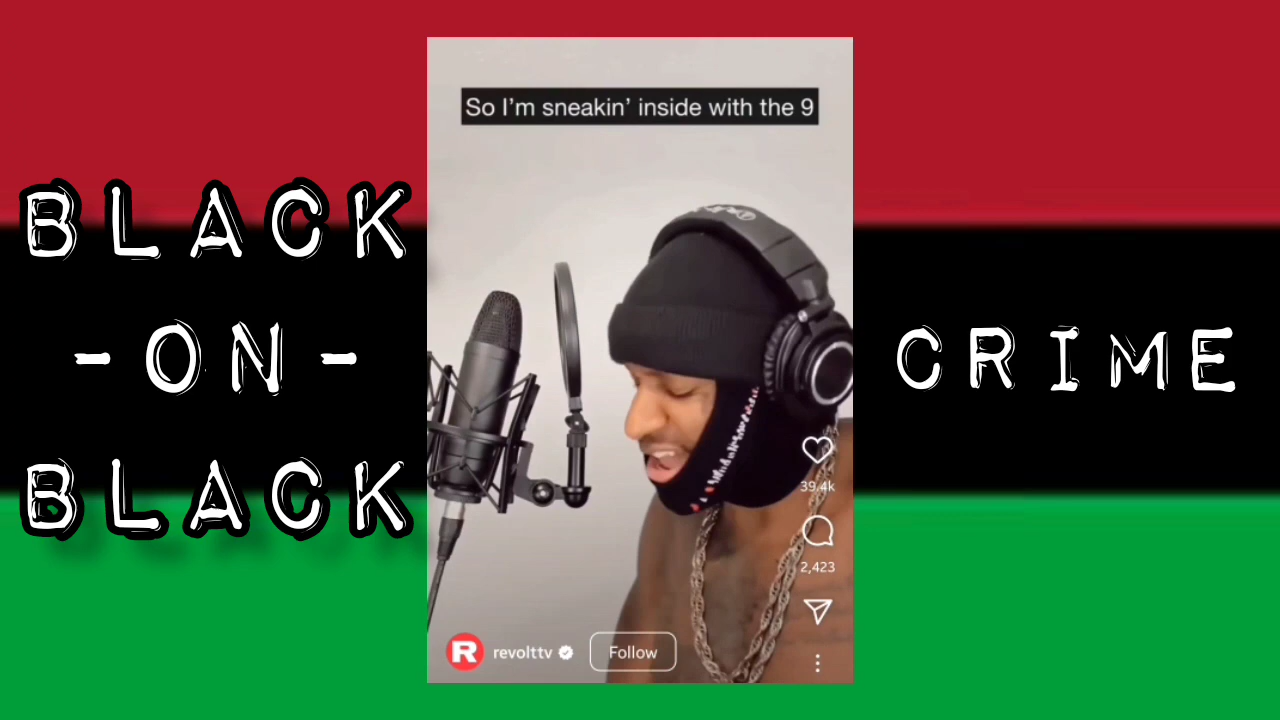 So I'm sneakin' inside with the 9
BLACK
-ON-
BLACK
CRIME
39.4k
2,423
R revolttv
Follow